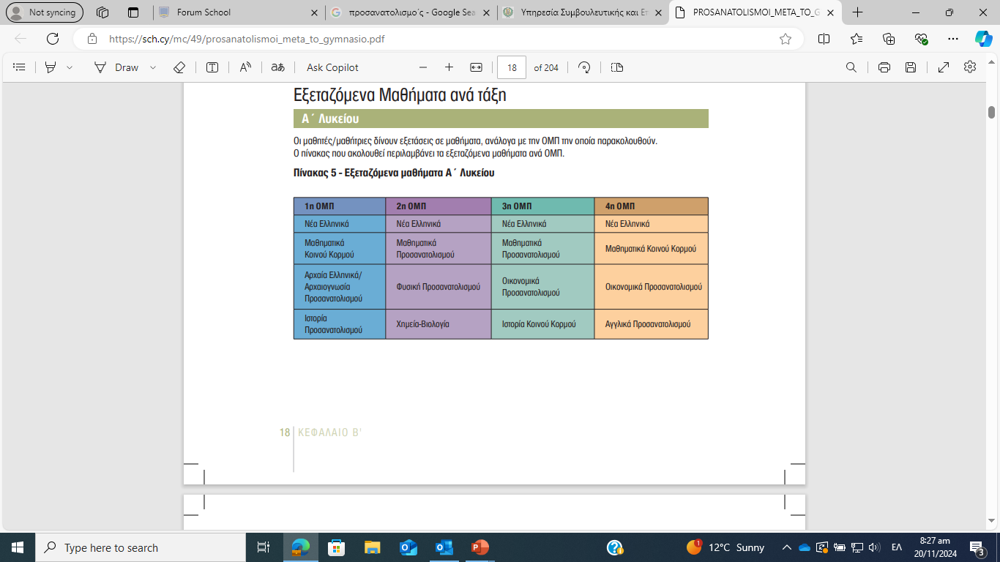 Not syncing
Forum School
προσανατολισμο´ς - Google Sea
Υπηρεσία Συμβουλευτικής και Επ
PROSANATOLISMOI_META_TO_G
https://sch.cy/mc/49/prosanatolismoi_meta_to_gymnasio.pdf
Draw
Ask Copilot
18 of 204
Εξεταζόμενα Μαθήματα ανά τάξη
Α΄ Λυκείου
Οι μαθητές/μαθήτριες δίνουν εξετάσεις σε μαθήματα, ανάλογα με την ΟΜΠ την οποία παρακολουθούν.
Ο πίνακας που ακολουθεί περιλαμβάνει τα εξεταζόμενα μαθήματα ανά ΟΜΠ.
Πίνακας 5 - Εξεταζόμενα μαθήματα Α΄ Λυκείου
1η ΟΜΠ 2η ΟΜΠ 3η ΟΜΠ 4η ΟΜΠ
Νέα Ελληνικά Νέα Ελληνικά Νέα Ελληνικά Νέα Ελληνικά
Μαθηματικά
Κοινού Κορμού
Μαθηματικά
Προσανατολισμού
Μαθηματικά
Προσανατολισμού
Μαθηματικά Κοινού Κορμού
Αρχαία Ελληνικά/
Αρχαιογνωσία
Προσανατολισμού
Φυσική Προσανατολισμού
Οικονομικά
Προσανατολισμού
Οικονομικά Προσανατολισμού
Ιστορία
Προσανατολισμού
Χημεία-Βιολογία
Ιστορία Κοινού Κορμού
Αγγλικά Προσανατολισμού
18 ΚΕΦΑΛΑΙΟ Β'
Type here to search
12°C Sunny
ΕΛ
8:27 am
20/11/2024